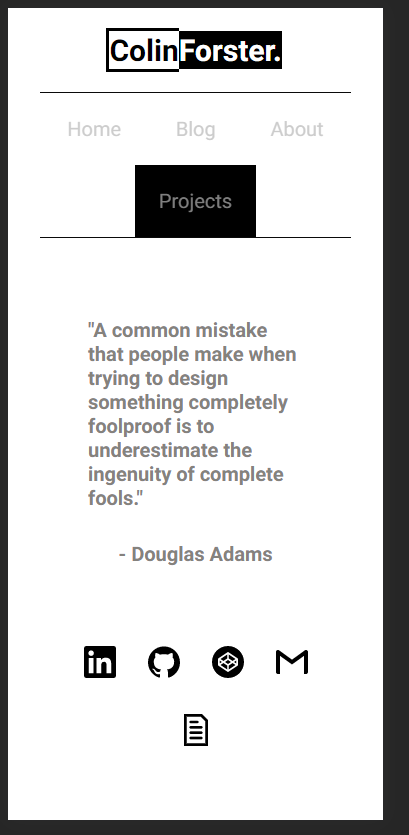 ColinForster.
Home Blog About
Projects
"A common mistake
that people make when
trying to design
something completely
foolproof is to
underestimate the
ingenuity of complete
fools."
- Douglas Adams
in